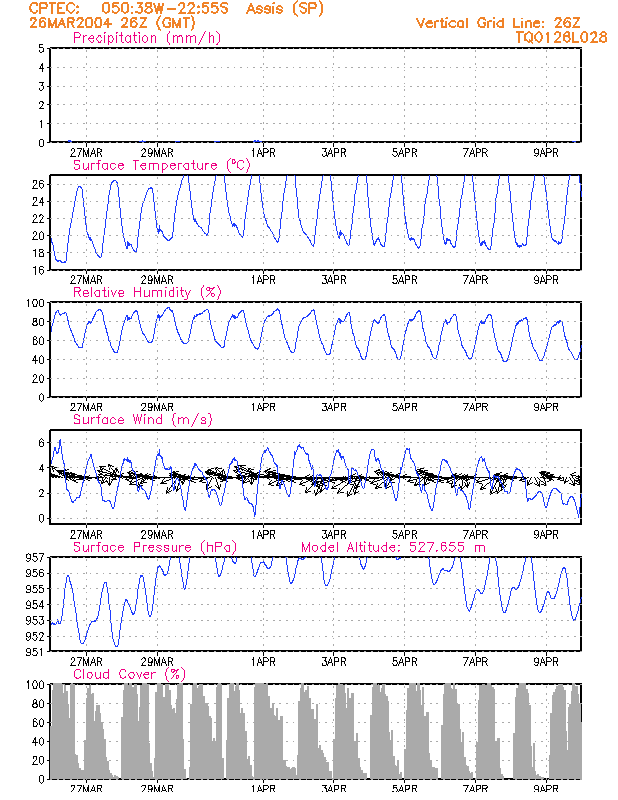 CPTEC: 050:38W-22:55S Assis (SP)
26MAR2004 26Z (GMT) Vertical Grid Line: 26Z
Precipitation (mm/h) TQ0126L028
5
4
3
2
1
0
27MAR 29MAR 1APR 3APR 5APR 7APR 9APR
Surface Temperature (°C)
26
24
22
20
18
16
27MAR 29MAR 1APR 3APR 5APR 7APR 9APR
Relative Humidity (%)
100
80
60
40
20
0
27MAR 29MAR 1APR 3APR 5APR 7APR 9APR
Surface Wind (m/s)
6
4
2
0
27MAR 29MAR 1APR 3APR 5APR 7APR 9APR
Surface Pressure (hPa) Model Altitude: 527.655 m
957
956
955
954
953
952
951
27MAR 29MAR 1APR 3APR 5APR 7APR 9APR
Cloud Cover (%)
100
80
60
40
20
0
27MAR 29MAR 1APR 3APR 5APR 7APR 9APR